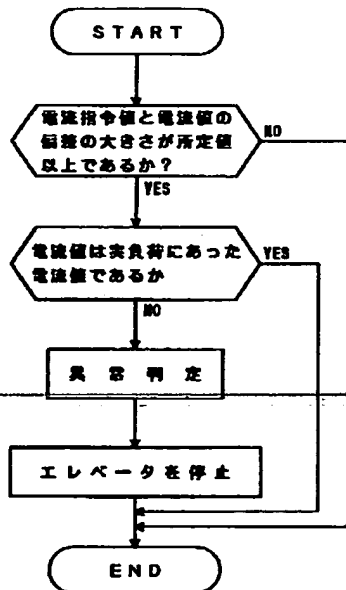 START
電流指令値と電流値の
偏差の大きさが所定値
以上であるか?
NO
YES
電流値は実負荷にあった
電流値であるか
YES
NO
異常判定
エレベータを停止
END